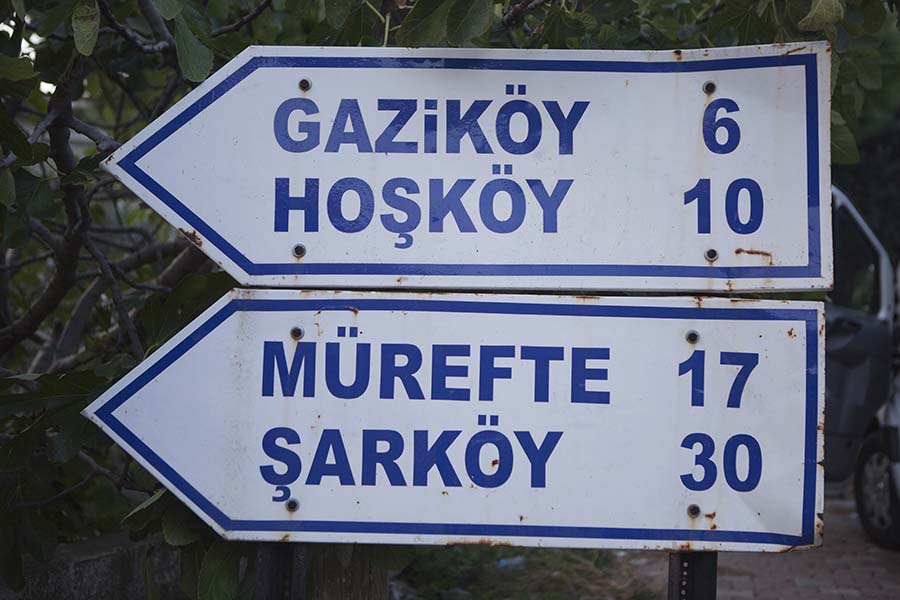 GAZiKÖY 6
HOŞKÖY 10
MÜREFTE 17
ŞARKÖY 30